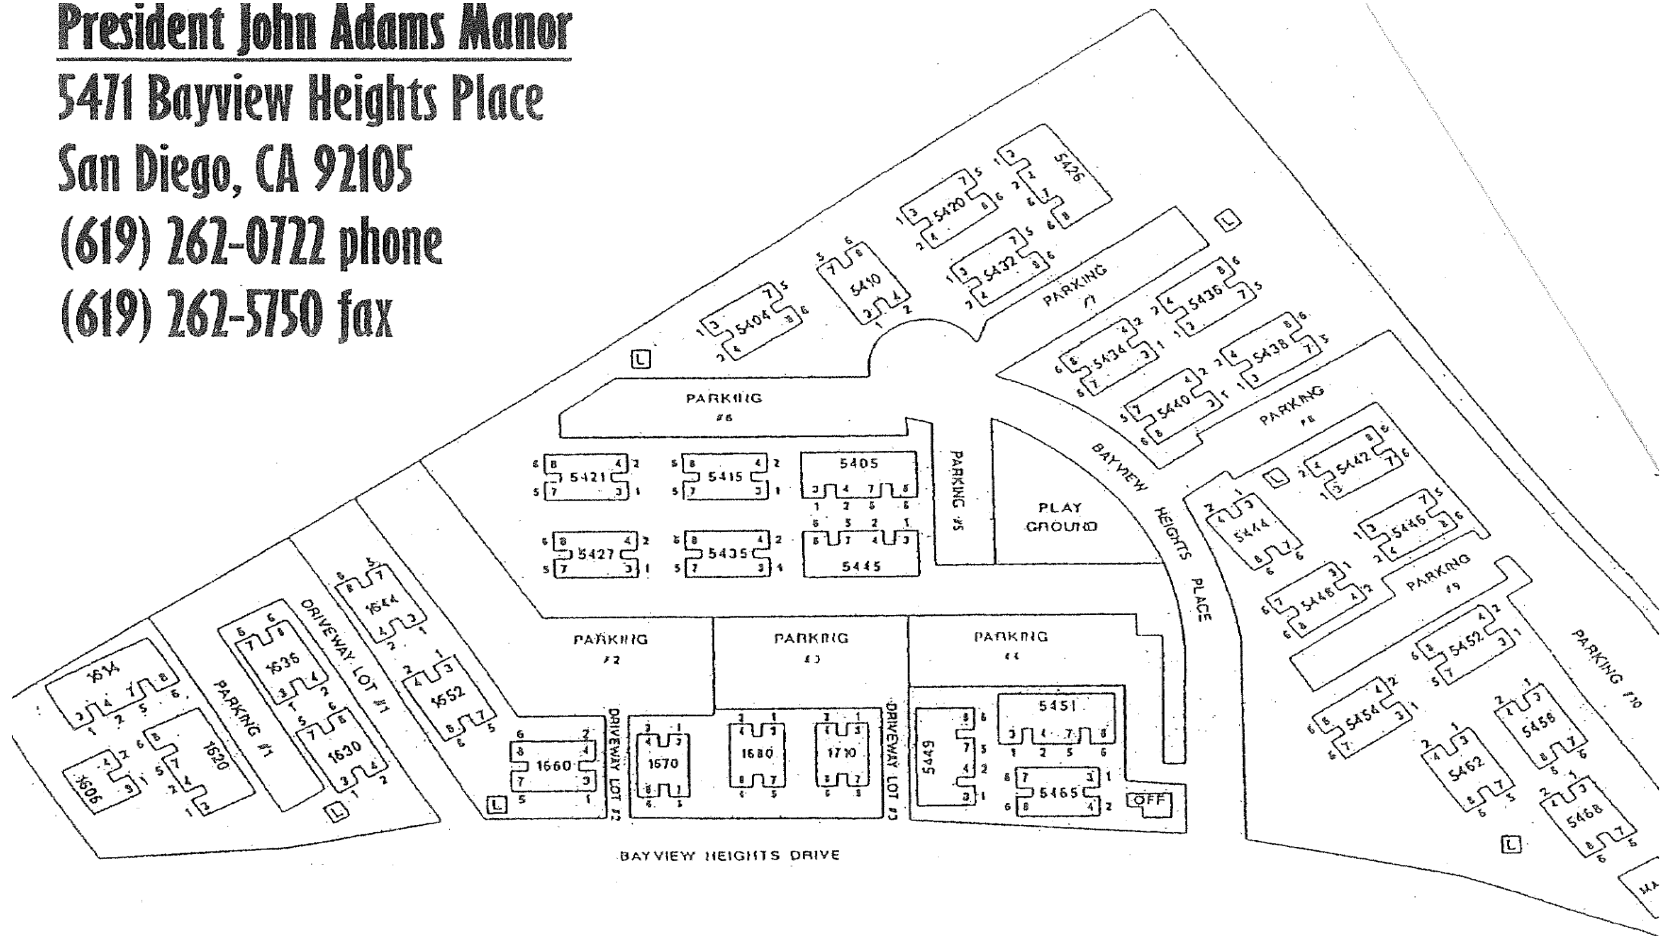 President John Adams Manor
5471 Bayview Heights Place
San Diego, CA 92105
(619) 262-0722 phone
(619) 262-5750 fax
5426
5420
5432
5410
5404
L
L
PARKING
#7
5436
5434
5438
5440
PARKING
#6
PARKING
#8
BAYVIEW HEIGHTS PLACE
5421
5415
5405
PARKING #5
PLAY
GROUND
5427
5435
5445
L
5442
5444
5446
5448
PARKING
#9
5452
5454
PARKING #10
5458
5462
5468
L
1644
DRIVEWAY LOT #1
1636
1614
PARKING #1
1652
1630
1620
1606
L
PARKING
#2
PARKING
#3
PARKING
#4
DRIVEWAY LOT #2
DRIVEWAY LOT #3
1660
1670
1680
1710
5449
5451
5465
OFF
L
BAYVIEW HEIGHTS DRIVE